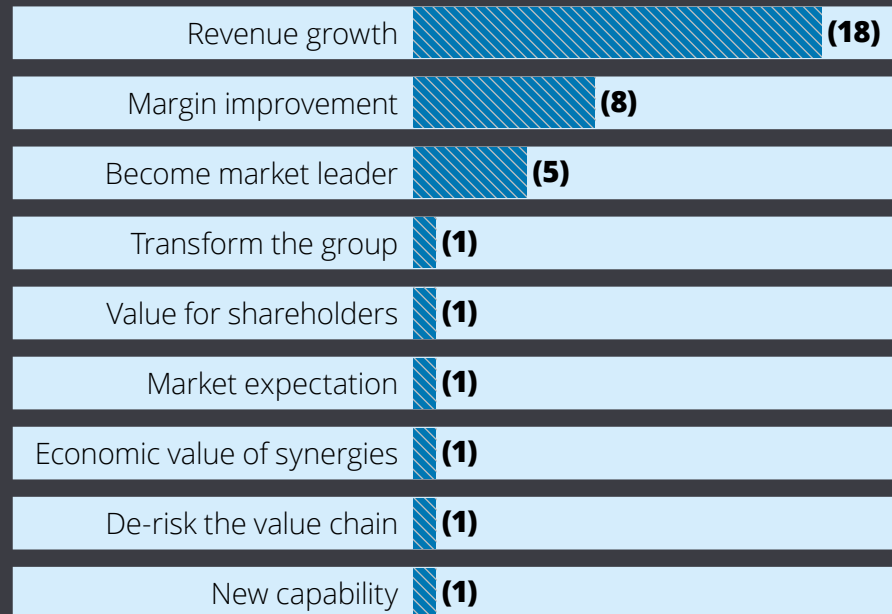 Revenue growth (18)
Margin improvement (8)
Become market leader (5)
Transform the group (1)
Value for shareholders (1)
Market expectation (1)
Economic value of synergies (1)
De-risk the value chain (1)
New capability (1)